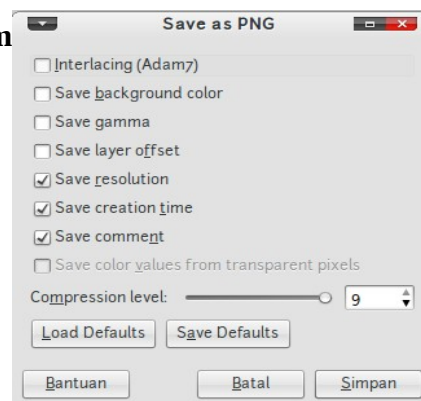 m
Save as PNG
Interlacing (Adam7)
Save background color
Save gamma
Save layer offset
Save resolution
Save creation time
Save comment
Save color values from transparent pixels
Compression level: 9
Load Defaults Save Defaults
Bantuan Batal Simpan